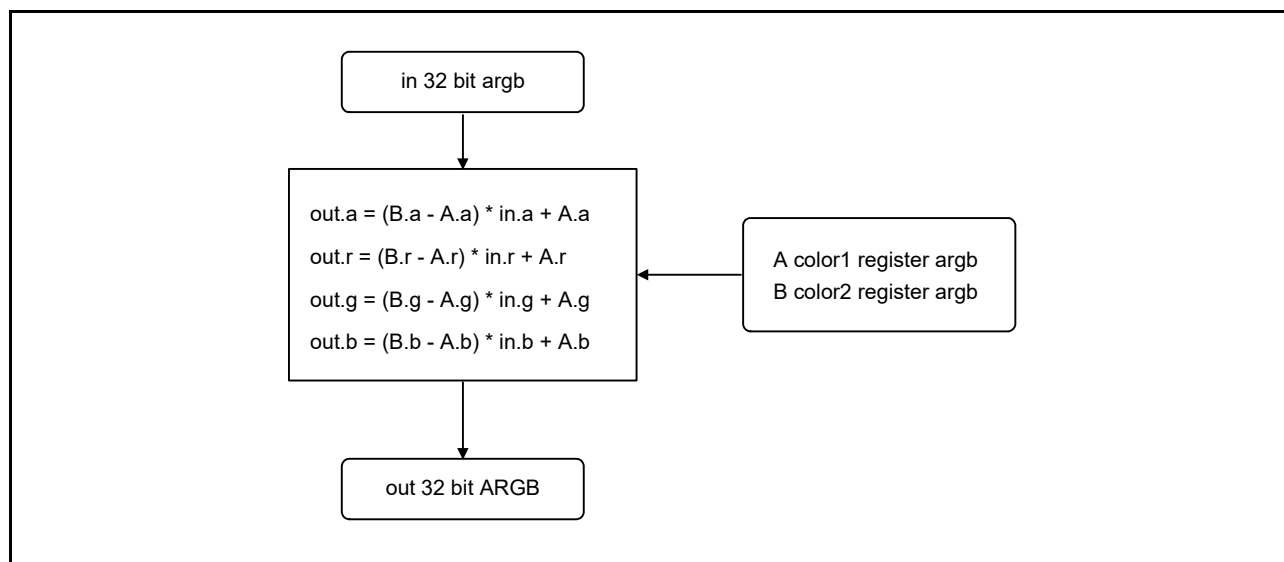 in 32 bit argb
out.a = (B.a - A.a) * in.a + A.a
out.r = (B.r - A.r) * in.r + A.r
out.g = (B.g - A.g) * in.g + A.g
out.b = (B.b - A.b) * in.b + A.b
A color1 register argb
B color2 register argb
out 32 bit ARGB